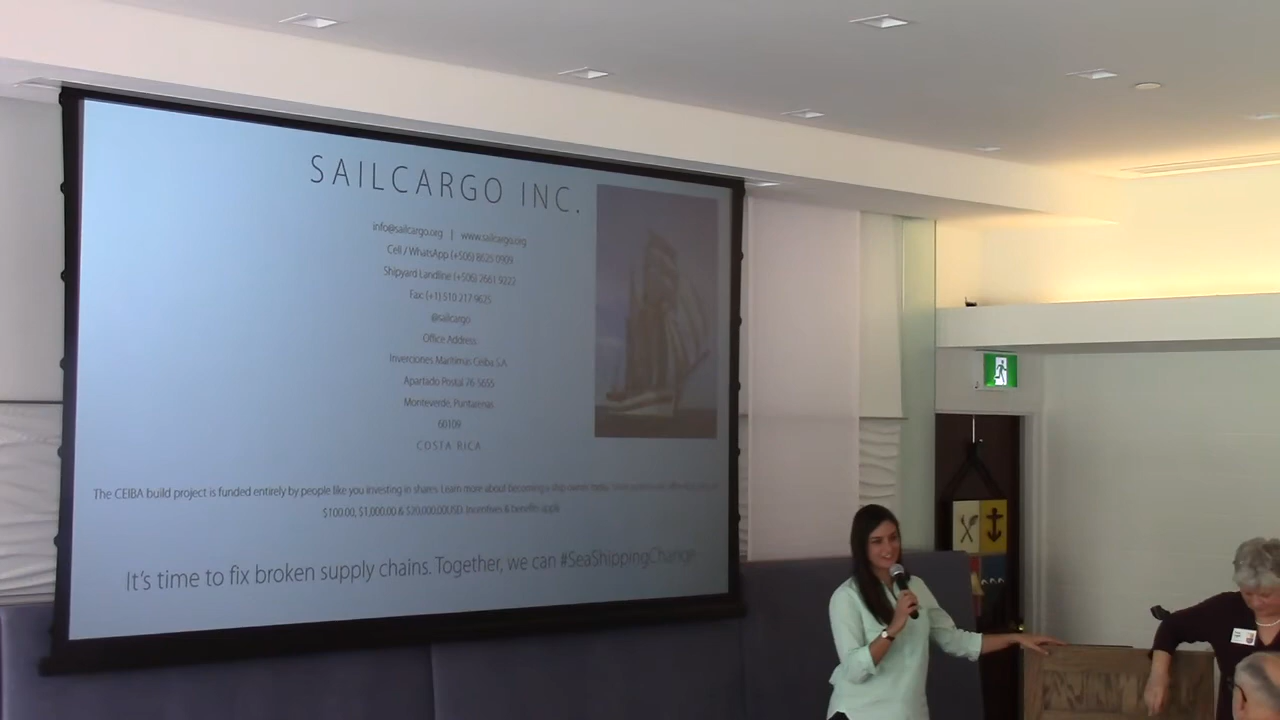 SAILCARGO INC.
info@sailcargo.org | www.sailcargo.org
Cell / WhatsApp (+506) 8625 0909
Shipyard Landline (+506) 2661 9222
Fax: (+1) 510 217 9625
@sailcargo
Office Address
Inverciones Maritimas Ceiba S.A.
Apartado Postal 76-5655
Monteverde, Puntarenas
60109
COSTA RICA
The CEIBA build project is funded entirely by people like you investing in shares. Learn more about becoming a ship owner
$100.00, $1,000.00 & $20,000.00USD. Incentives & benefits apply.
It's time to fix broken supply chains. Together, we can #SeaShippingChange